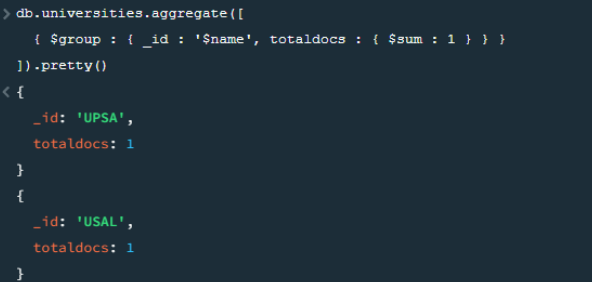 > db.universities.aggregate([
{ $group : { _id : '$name', totaldocs : { $sum : 1 } } }
]).pretty()
< {
_id: 'UPSA',
totaldocs: 1
}
{
_id: 'USAL',
totaldocs: 1
}